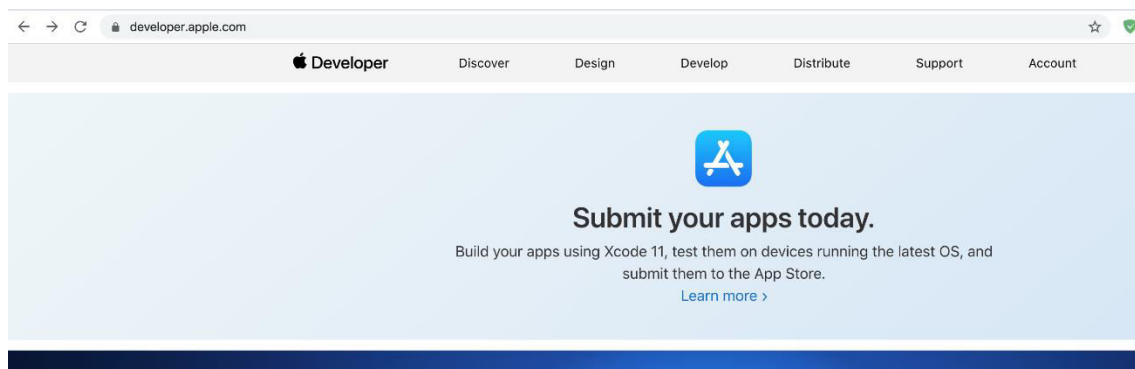 developer.apple.com
Developer Discover Design Develop Distribute Support Account
Submit your apps today.
Build your apps using Xcode 11, test them on devices running the latest OS, and
submit them to the App Store.
Learn more ›